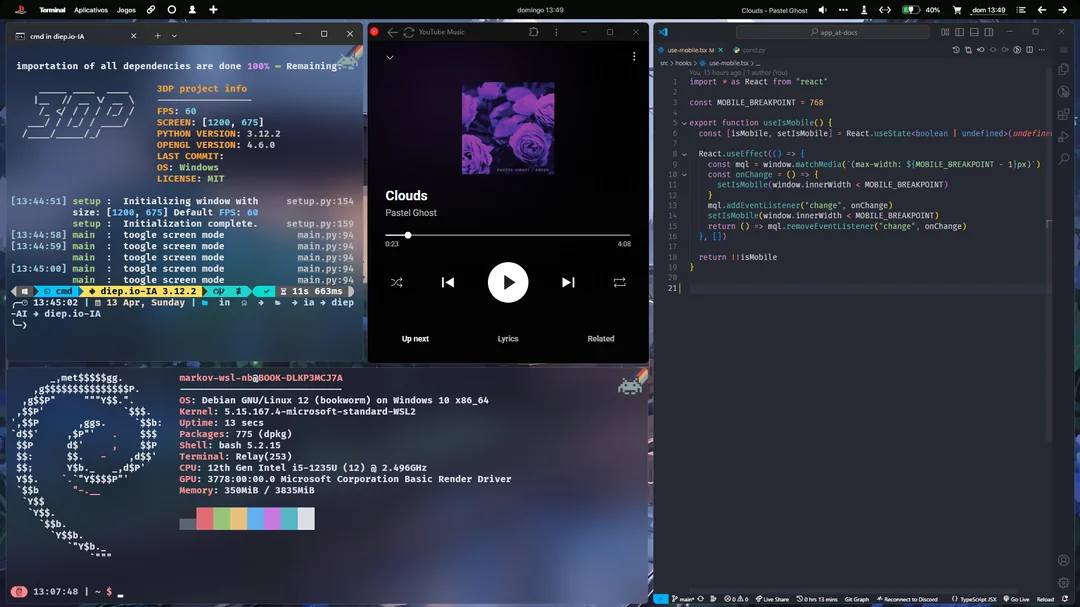 Terminal Aplicativos Jogos
domingo 13:49
Clouds - Pastel Ghost
40%
dom 13:49
cmd in diep.io-IA
importation of all dependencies are done 100% — Remaining:
3DP project info
FPS: 60
SCREEN: [1200, 675]
PYTHON VERSION: 3.12.2
OPENGL VERSION: 4.6.0
LAST COMMIT:
OS: Windows
LICENSE: MIT
[13:44:51] setup : Initializing window with setup.py:154
size: [1200, 675] Default FPS: 60
setup : Initialization complete. setup.py:159
[13:44:58] main : toogle screen mode main.py:94
[13:44:59] main : toogle screen mode main.py:94
main : toogle screen mode main.py:94
[13:45:00] main : toogle screen mode main.py:94
main : toogle screen mode main.py:94
cmd diep.io-IA 3.12.2 11s 663ms
13:45:02 | 13 Apr, Sunday | in → → ia → diep
-AI → diep.io-IA
YouTube Music
PASTEL GHOST / ABYSS
Clouds
Pastel Ghost
0:23
4:08
Up next
Lyrics
Related
app_at-docs
use-mobile.tsx M
const.py
src > hooks > use-mobile.tsx > ...
You, 15 hours ago | 1 author (You)
1 import * as React from "react"
2
3 const MOBILE_BREAKPOINT = 768
4
5 export function useIsMobile() {
6 const [isMobile, setIsMobile] = React.useState<boolean | undefined>(undefine
7
8 React.useEffect(() => {
9 const mql = window.matchMedia(`(max-width: ${MOBILE_BREAKPOINT - 1}px)`)
10 const onChange = () => {
11 setIsMobile(window.innerWidth < MOBILE_BREAKPOINT)
12 }
13 mql.addEventListener("change", onChange)
14 setIsMobile(window.innerWidth < MOBILE_BREAKPOINT)
15 return () => mql.removeEventListener("change", onChange)
16 }, [])
17
18 return !!isMobile
19 }
20
21
markov-wsl-nb@BOOK-DLKP3MCJ7A
OS: Debian GNU/Linux 12 (bookworm) on Windows 10 x86_64
Kernel: 5.15.167.4-microsoft-standard-WSL2
Uptime: 13 secs
Packages: 775 (dpkg)
Shell: bash 5.2.15
Terminal: Relay(253)
CPU: 12th Gen Intel i5-1235U (12) @ 2.496GHz
GPU: 3778:00:00.0 Microsoft Corporation Basic Render Driver
Memory: 350MiB / 3835MiB
13:07:48 | ~ $ _
main* 0 0 Live Share 0 hrs 13 mins Git Graph Reconnect to Discord {} TypeScript JSX Go Live Reload